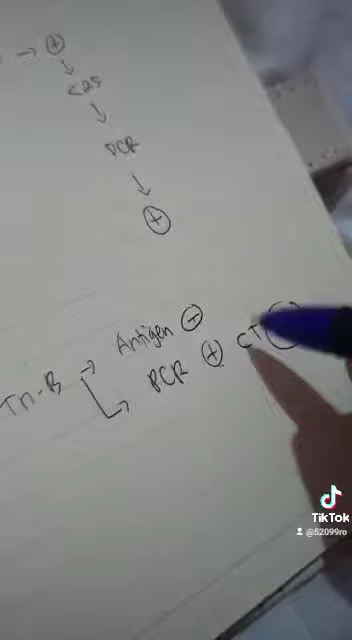 → ⊕
↓
<25
↓
PCR
↓
⊕
Tn.B → Antigen ⊖
↳ PCR ⊕ CT
TikTok
@52099ro